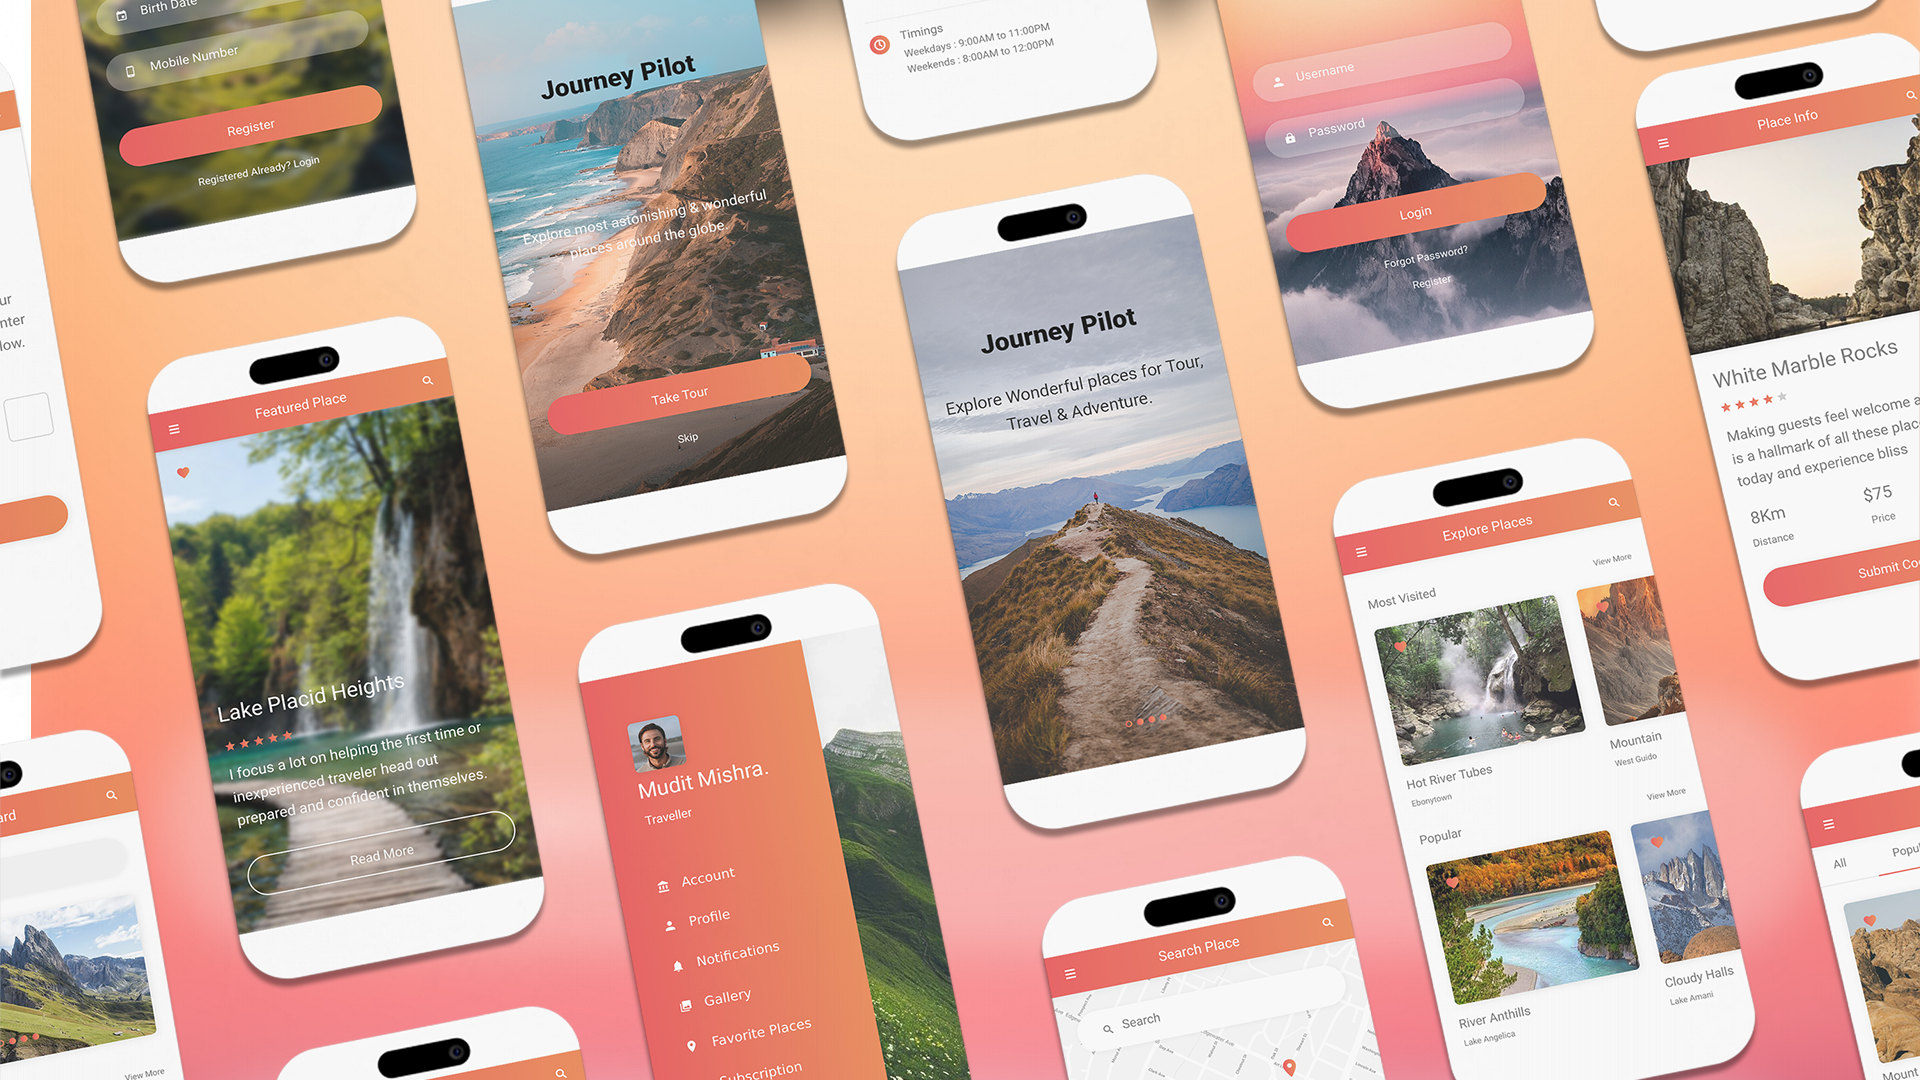 Birth Date
Mobile Number
Register
Registered Already? Login
Journey Pilot
Explore most astonishing & wonderful
places around the globe.
Take Tour
Skip
Timings
Weekdays : 9:00AM to 11:00PM
Weekends : 8:00AM to 12:00PM
Username
Password
Login
Forgot Password?
Register
Place Info
White Marble Rocks
Making guests feel welcome a
is a hallmark of all these plac
today and experience bliss
8Km
Distance
$75
Price
Submit Co
ur
nter
low.
Featured Place
Lake Placid Heights
I focus a lot on helping the first time or
inexperienced traveler head out
prepared and confident in themselves.
Read More
Journey Pilot
Explore Wonderful places for Tour,
Travel & Adventure.
Explore Places
View More
Most Visited
Hot River Tubes
Ebonytown
Mountain
West Guido
View More
Popular
River Anthills
Lake Angelica
Cloudy Halls
Lake Amani
Mudit Mishra.
Traveller
Account
Profile
Notifications
Gallery
Favorite Places
Subscription
Search Place
Search
ard
View More
All
Popu
Mount